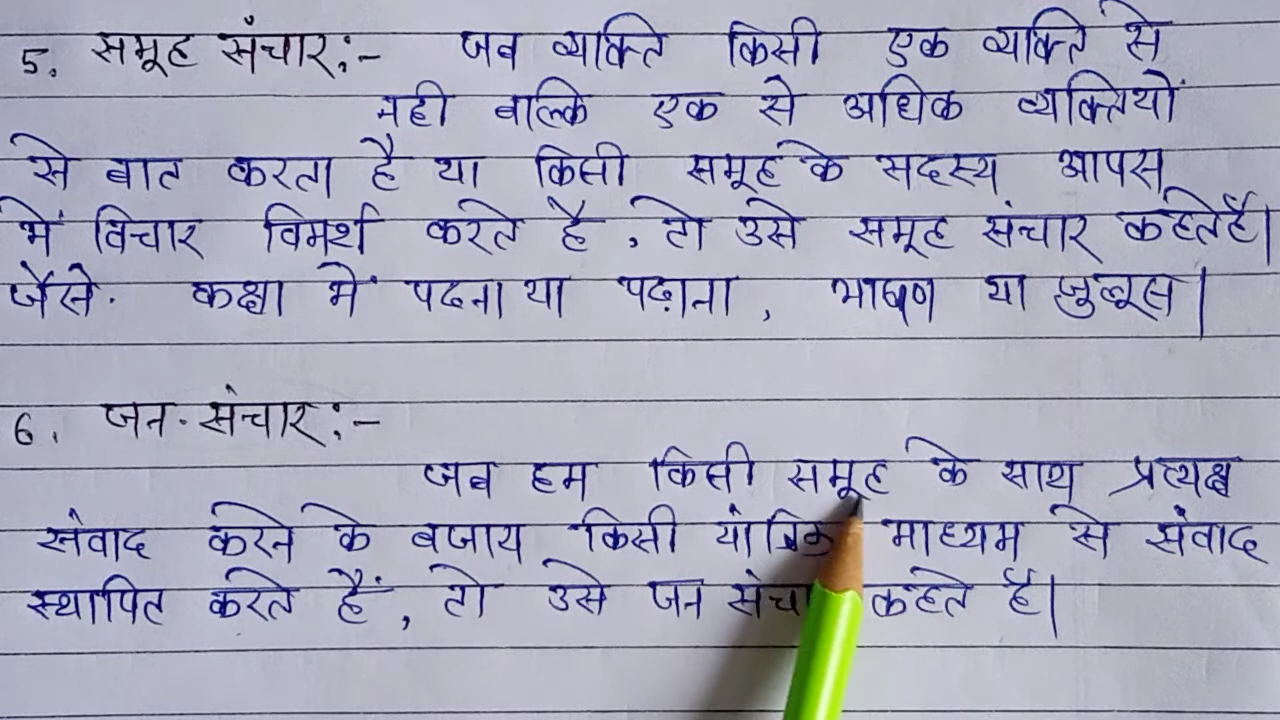 5. समूह संचार:- जब व्यक्ति किसी एक व्यक्ति से
नही बल्कि एक से अधिक व्यक्तियों
से बात करता है या किसी समूह के सदस्य आपस
में विचार विमर्श करते है, तो उसे समूह संचार कहतेहैं।
जैसे. कक्षा में पढना या पढ़ाना, भाषण या जुलूस।
6. जन-संचार:-
जब हम किसी समूह के साथ प्रत्यक्ष
संवाद करने के बजाय किसी यांत्रिक माध्यम से संवाद
स्थापित करते हैं, तो उसे जन संचा कहते हैं।